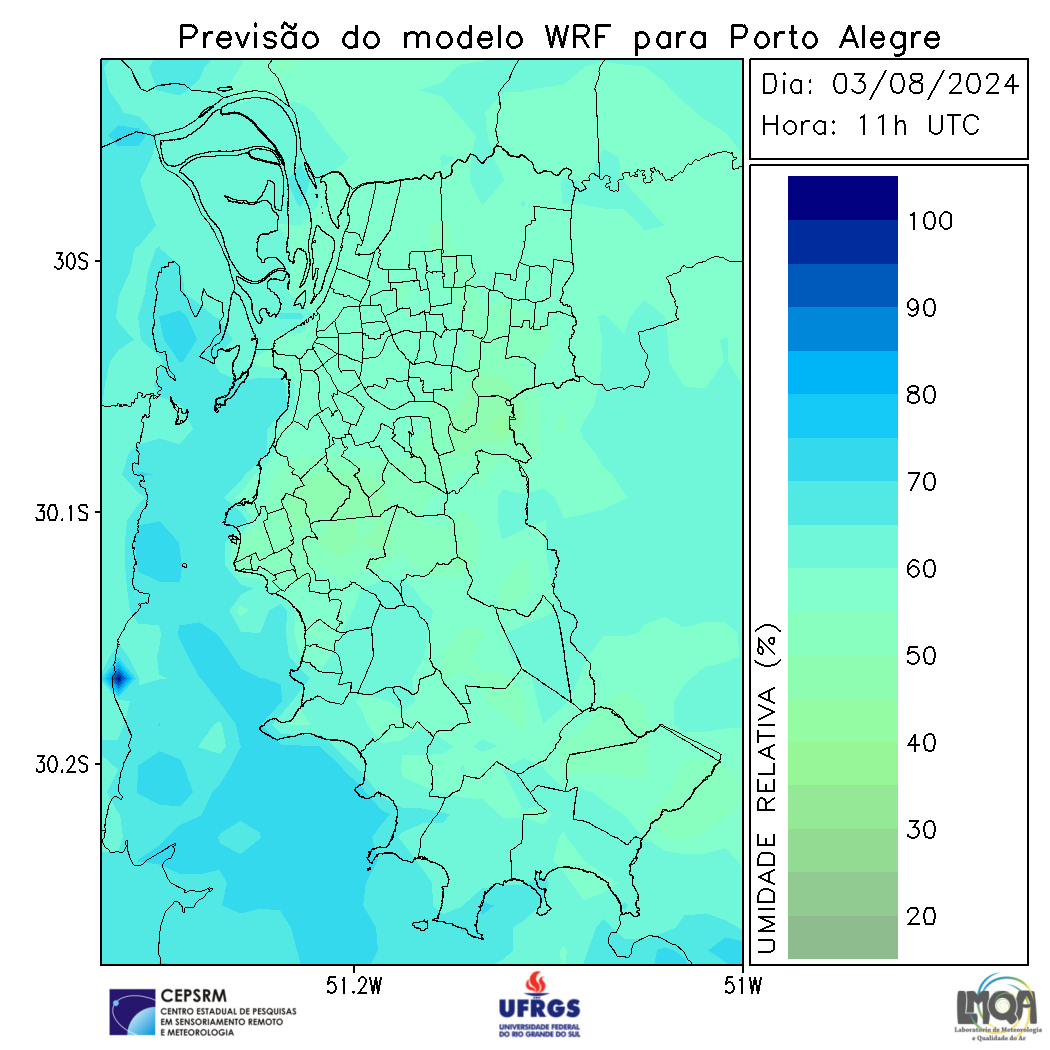 Previsão do modelo WRF para Porto Alegre
Dia: 03/08/2024
Hora: 11h UTC
100
90
80
70
60
50
40
30
20
UMIDADE RELATIVA (%)
30S
30.1S
30.2S
51.2W
51W
CEPSRM
CENTRO ESTADUAL DE PESQUISAS
EM SENSORIAMENTO REMOTO
E METEOROLOGIA
UFRGS
UNIVERSIDADE FEDERAL
DO RIO GRANDE DO SUL
LMQA
Laboratório de Meteorologia
e Qualidade do Ar